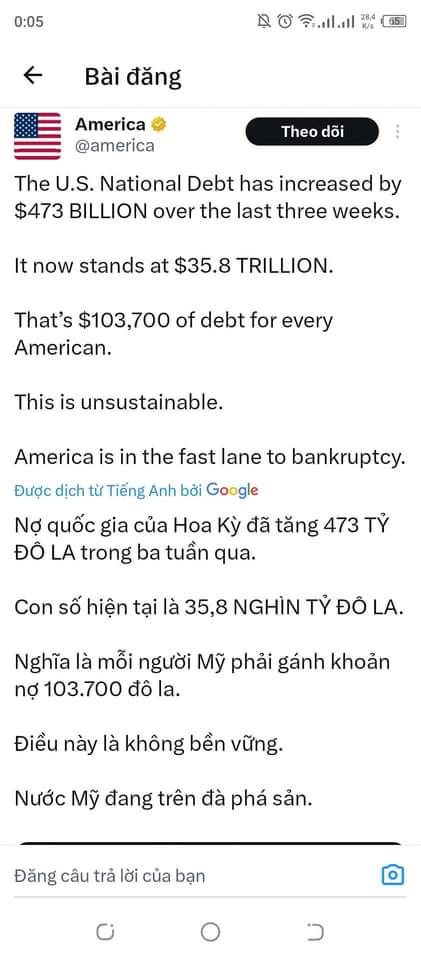 0:05
28,4
K/s
65
Bài đăng
America
@america
Theo dõi
The U.S. National Debt has increased by
$473 BILLION over the last three weeks.
It now stands at $35.8 TRILLION.
That’s $103,700 of debt for every
American.
This is unsustainable.
America is in the fast lane to bankruptcy.
Được dịch từ Tiếng Anh bởi Google
Nợ quốc gia của Hoa Kỳ đã tăng 473 TỶ
ĐÔ LA trong ba tuần qua.
Con số hiện tại là 35,8 NGHÌN TỶ ĐÔ LA.
Nghĩa là mỗi người Mỹ phải gánh khoản
nợ 103.700 đô la.
Điều này là không bền vững.
Nước Mỹ đang trên đà phá sản.
Đăng câu trả lời của bạn